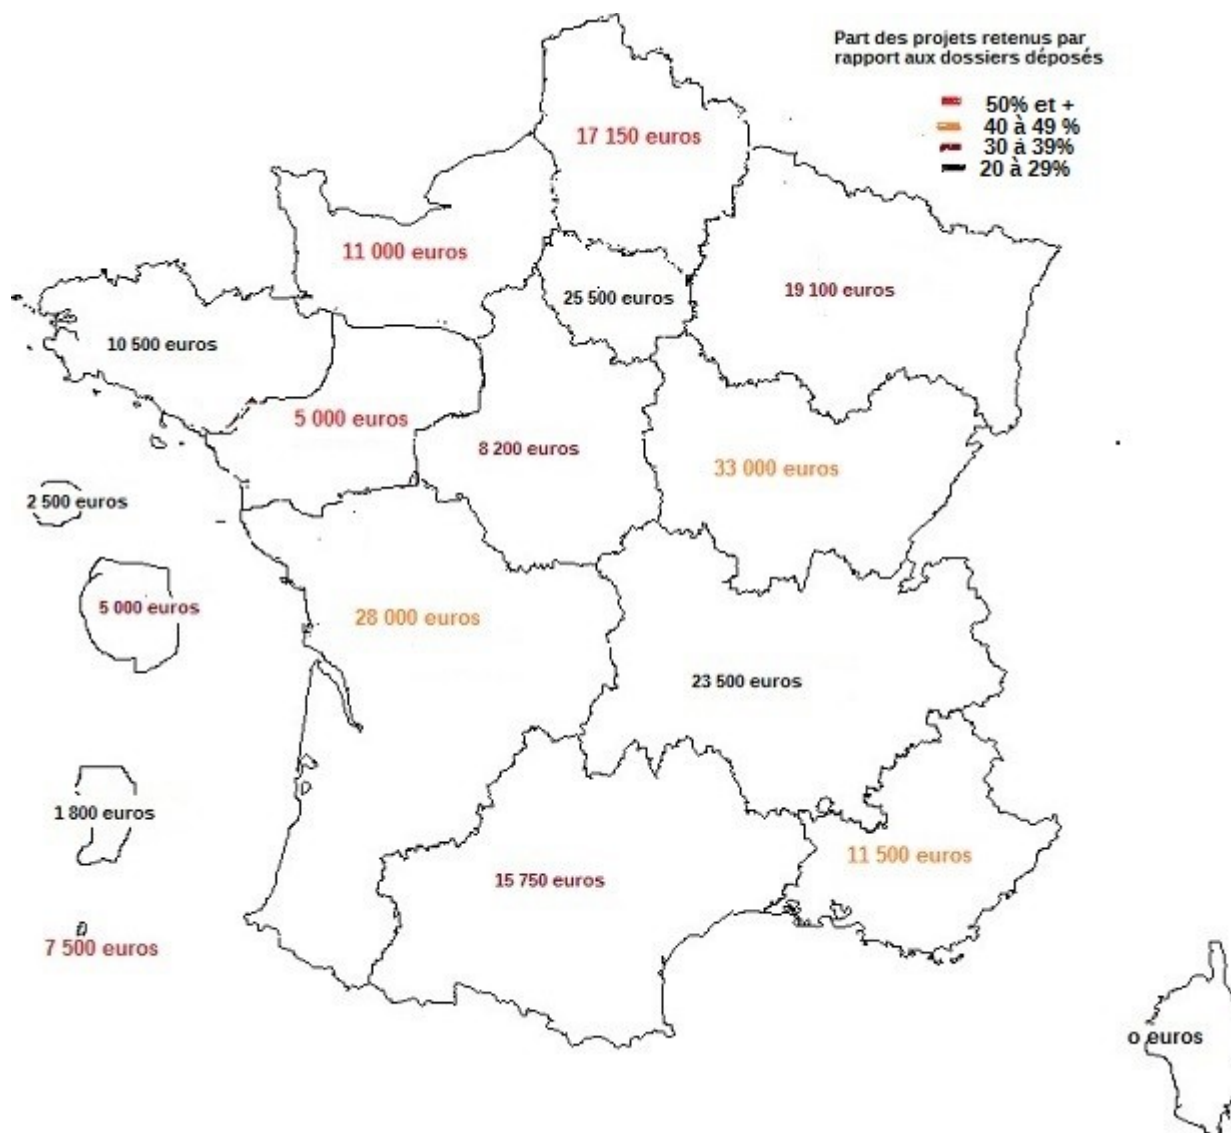 Part des projets retenus par
rapport aux dossiers déposés
50% et +
40 à 49 %
30 à 39%
20 à 29%
17 150 euros
11 000 euros
25 500 euros
19 100 euros
10 500 euros
5 000 euros
8 200 euros
33 000 euros
2 500 euros
5 000 euros
28 000 euros
23 500 euros
1 800 euros
11 500 euros
15 750 euros
7 500 euros
o euros